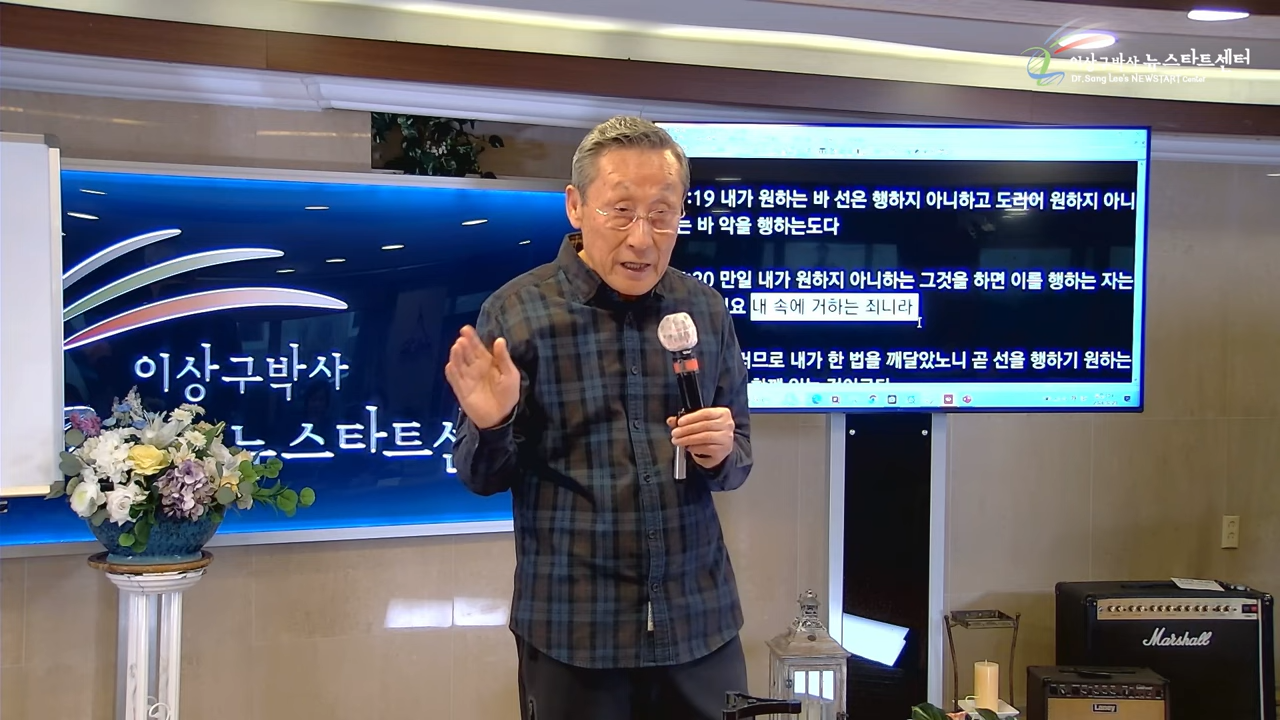 이상구박사 뉴스타트센터
Dr.Sang Lee's NEWSTART Center
:19 내가 원하는 바 선은 행하지 아니하고 도리어 원하지 아니
는 바 악을 행하는도다
20 만일 내가 원하지 아니하는 그것을 하면 이를 행하는 자는
요 내 속에 거하는 죄니라
러므로 내가 한 법을 깨달았노니 곧 선을 행하기 원하는
이상구박사
뉴스타트센
Marshall
Laney